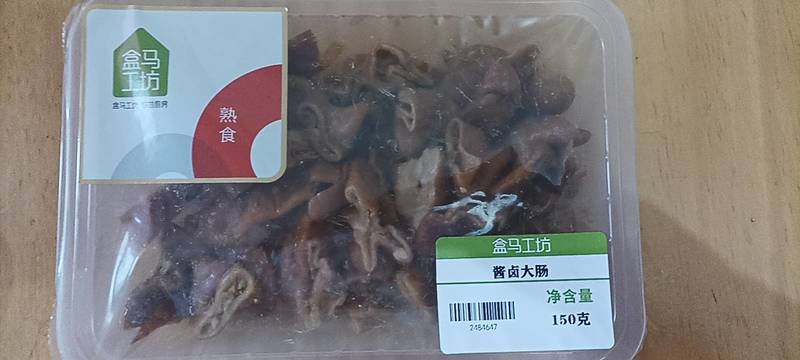 盒马
工坊
熟
食
盒马工坊
酱卤大肠
净含量
150克
2484647